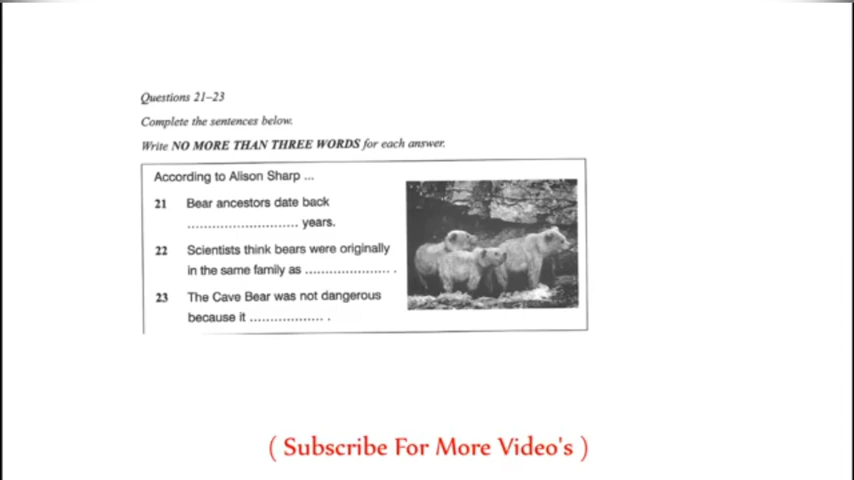 Questions 21–23
Complete the sentences below.
Write NO MORE THAN THREE WORDS for each answer.
According to Alison Sharp ...
21 Bear ancestors date back
............................ years.
22 Scientists think bears were originally
in the same family as ...................... .
23 The Cave Bear was not dangerous
because it .................. .
( Subscribe For More Video's )